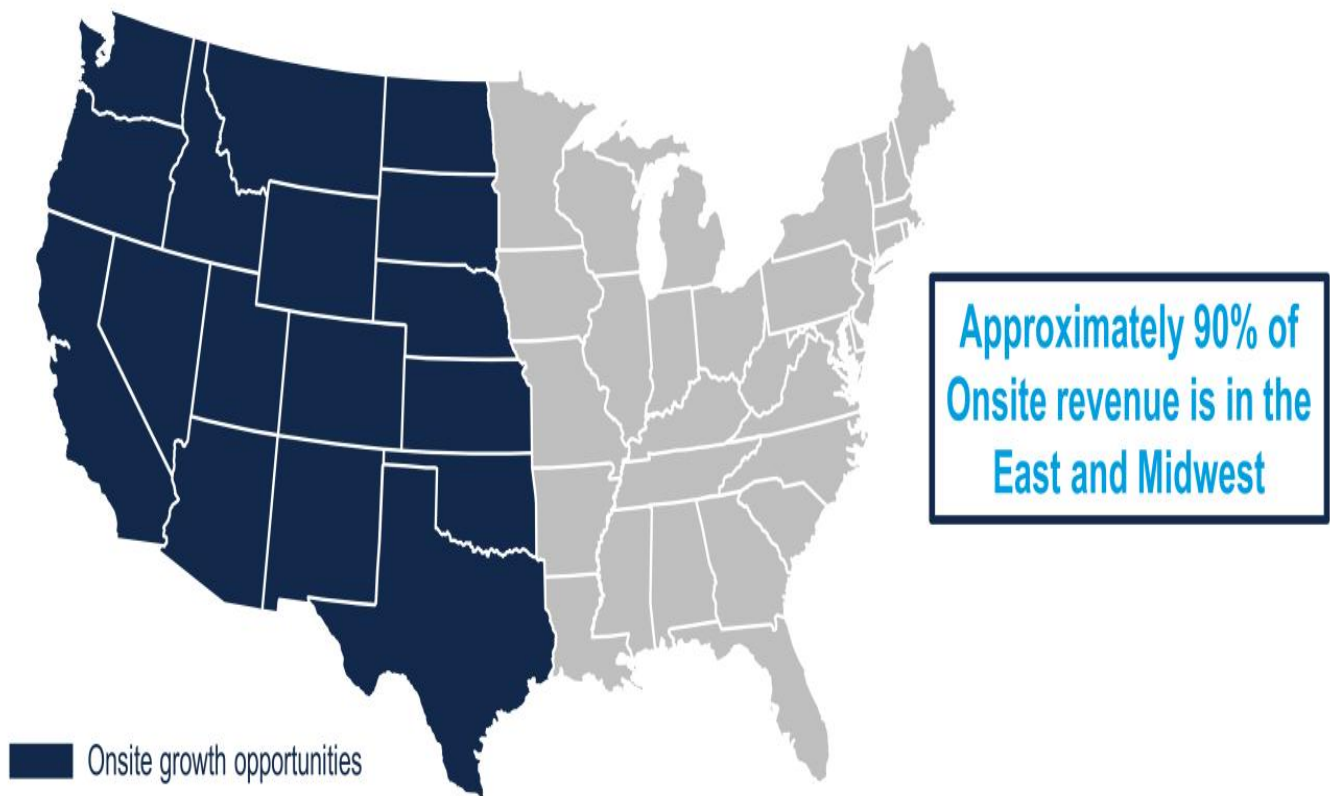 Approximately 90% of
Onsite revenue is in the
East and Midwest
Onsite growth opportunities